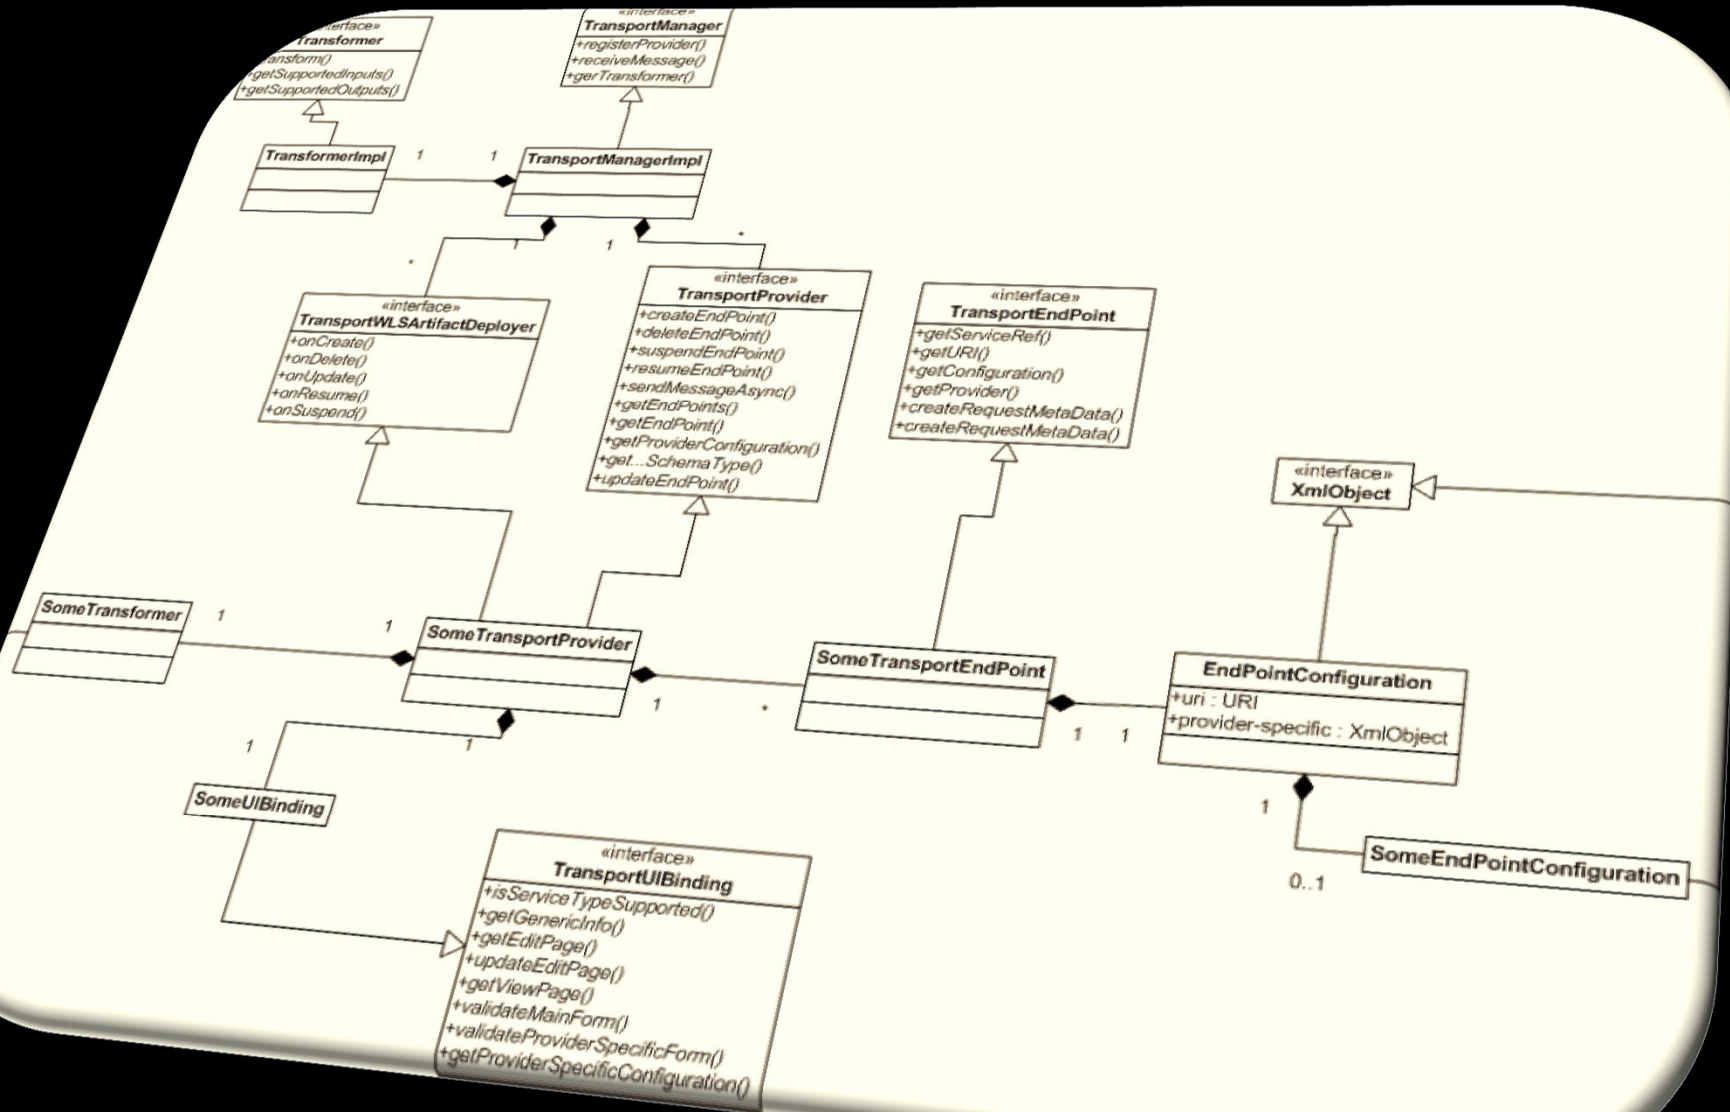 «interface»
Transformer
+getSupportedInputs()
+getSupportedOutputs()
«interface»
TransportManager
+registerProvider()
+receiveMessage()
+gerTransformer()
TransformerImpl
1
1
TransportManagerImpl
1
*
1
*
«interface»
TransportWLSArtifactDeployer
+onCreate()
+onDelete()
+onUpdate()
+onResume()
+onSuspend()
«interface»
TransportProvider
+createEndPoint()
+deleteEndPoint()
+suspendEndPoint()
+resumeEndPoint()
+sendMessageAsync()
+getEndPoints()
+getEndPoint()
+getProviderConfiguration()
+get...SchemaType()
+updateEndPoint()
«interface»
TransportEndPoint
+getServiceRef()
+getURI()
+getConfiguration()
+getProvider()
+createRequestMetaData()
+createRequestMetaData()
«interface»
XmlObject
SomeTransformer
1
1
SomeTransportProvider
1
*
SomeTransportEndPoint
1
1
EndPointConfiguration
+uri : URI
+provider-specific : XmlObject
1
1
SomeUIBinding
1
0..1
SomeEndPointConfiguration
«interface»
TransportUIBinding
+isServiceTypeSupported()
+getGenericInfo()
+getEditPage()
+updateEditPage()
+getViewPage()
+validateMainForm()
+validateProviderSpecificForm()
+getProviderSpecificConfiguration()